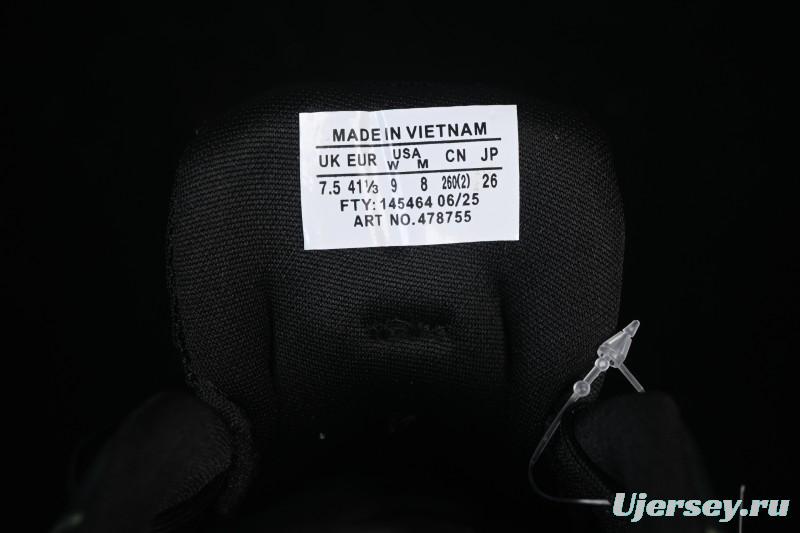 MADE IN VIETNAM
UK EUR USA W M CN JP
7.5 41⅓ 9 8 260(2) 26
FTY: 145464 06/25
ART NO. 478755
Ujersey.ru